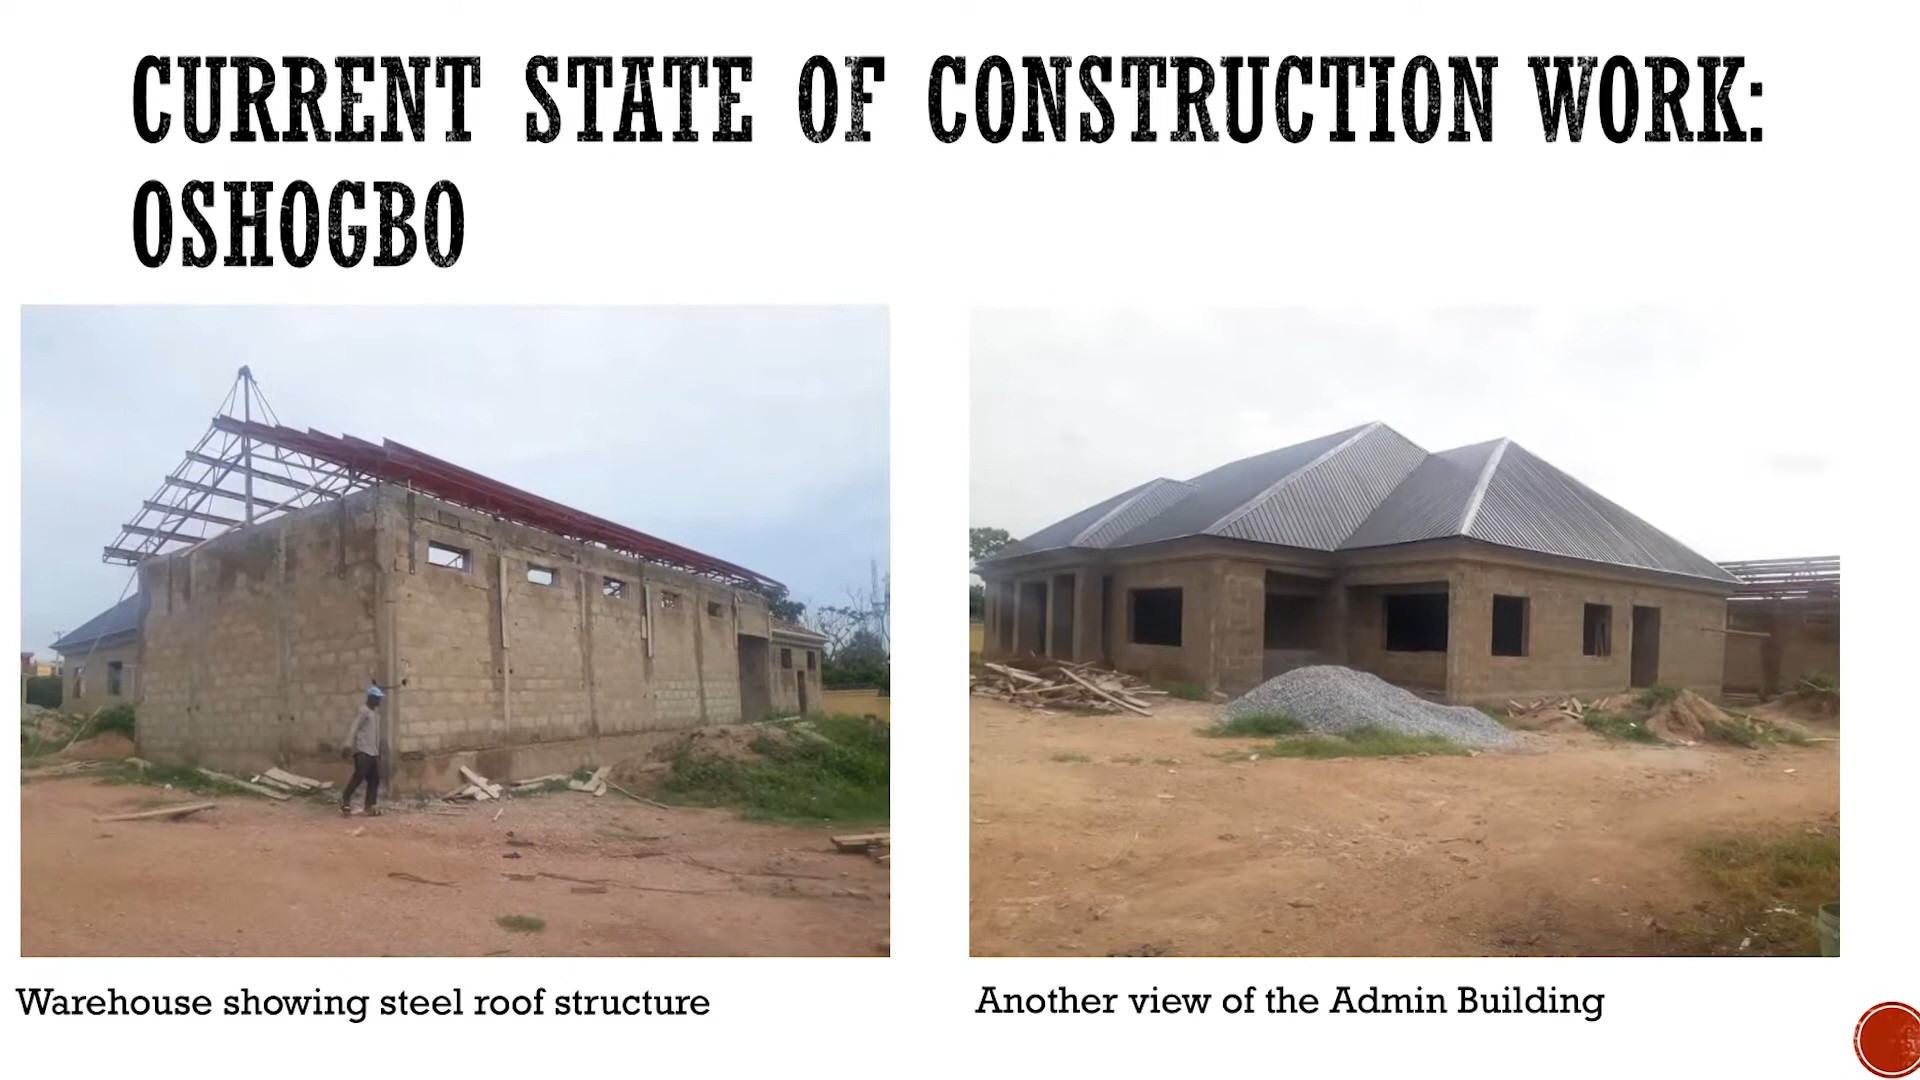 CURRENT STATE OF CONSTRUCTION WORK:
OSHOGBO
Warehouse showing steel roof structure
Another view of the Admin Building